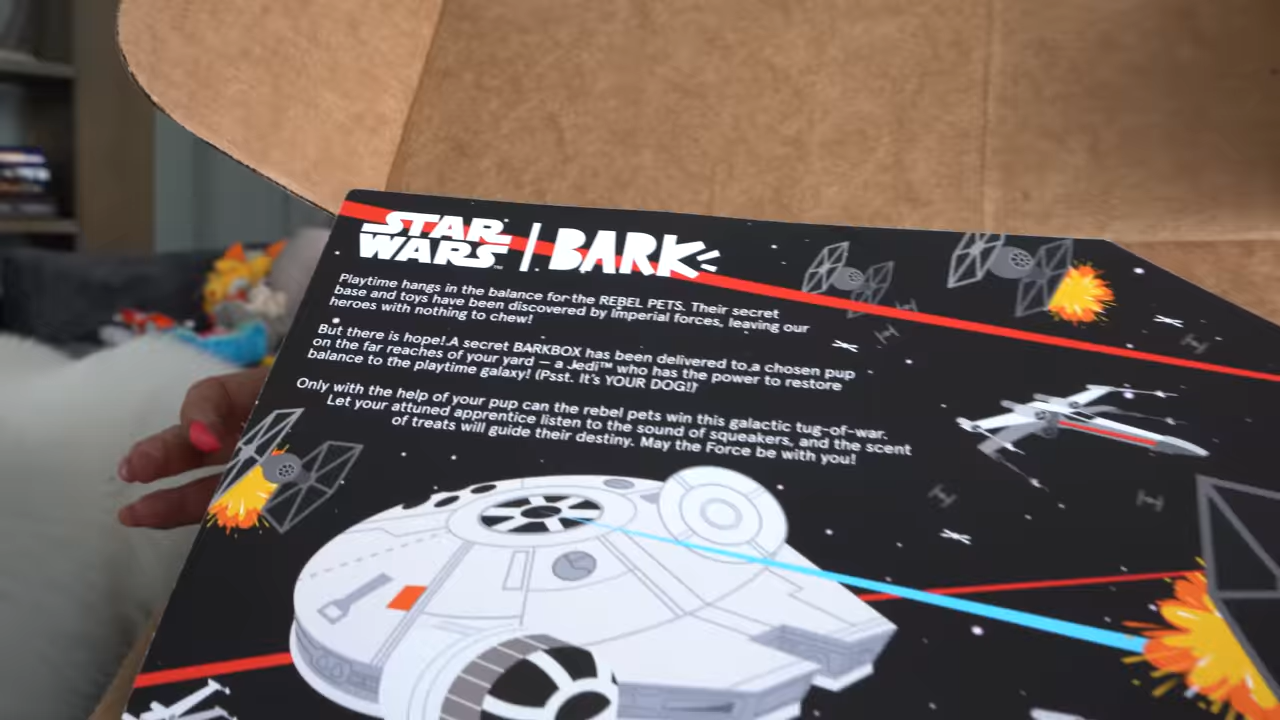 STAR WARS™ | BARK
Playtime hangs in the balance for the REBEL PETS. Their secret
base and toys have been discovered by Imperial forces, leaving our
heroes with nothing to chew!
But there is hope! A secret BARKBOX has been delivered to a chosen pup
on the far reaches of your yard — a Jedi™ who has the power to restore
balance to the playtime galaxy! (Psst. It's YOUR DOG!)
Only with the help of your pup can the rebel pets win this galactic tug-of-war.
Let your attuned apprentice listen to the sound of squeakers, and the scent
of treats will guide their destiny. May the Force be with you!